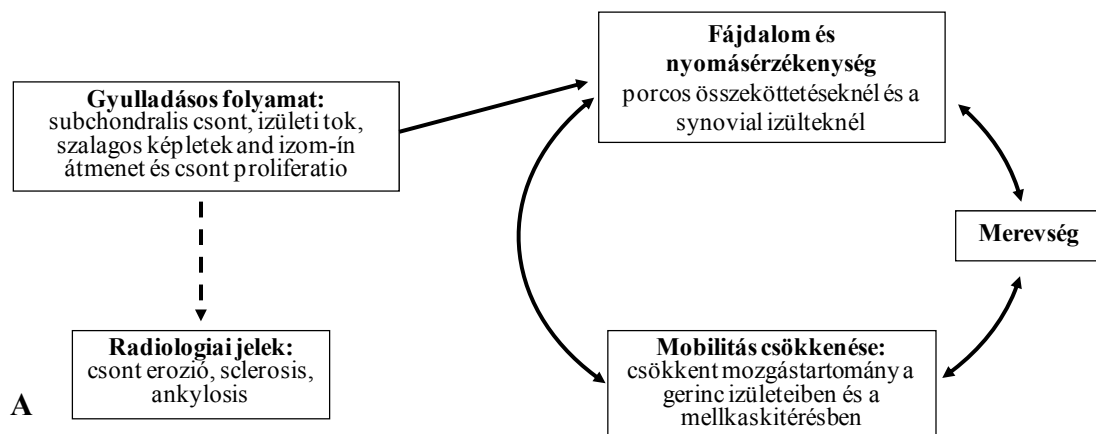 Fájdalom és
nyomásérzékenység
porcos összeköttetéseknél és a
synovial izülteknél
Gyulladásos folyamat:
subchondralis csont, izületi tok,
szalagos képletek and izom-ín
átmenet és csont proliferatio
Merevség
Radiologiai jelek:
csont erozió, sclerosis,
ankylosis
Mobilitás csökkenése:
csökkent mozgástartomány a
gerinc izületeiben és a
mellkaskitérésben
A